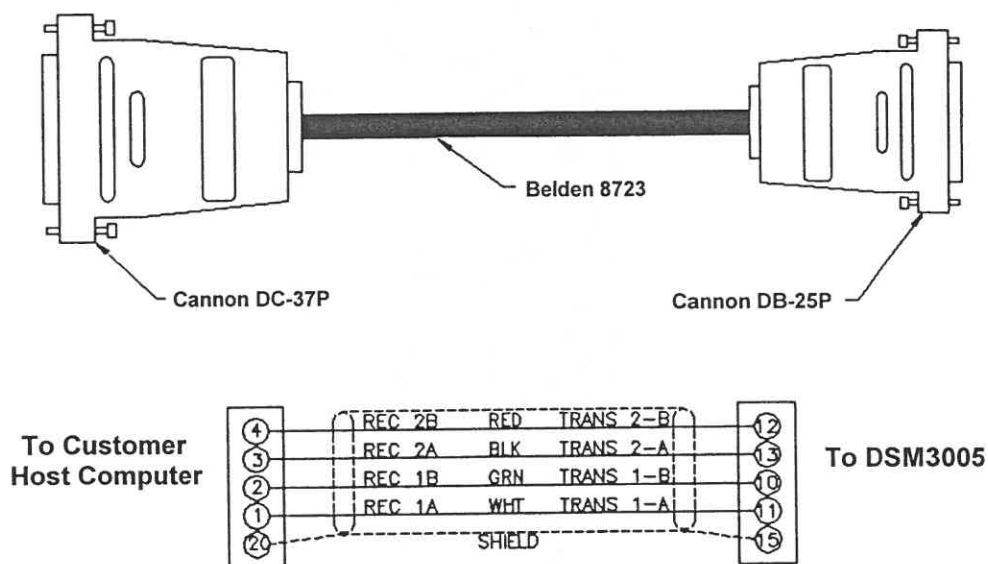 Belden 8723
Cannon DC-37P
Cannon DB-25P
To Customer
Host Computer
4 REC 2B RED TRANS 2-B 12
3 REC 2A BLK TRANS 2-A 13
2 REC 1B GRN TRANS 1-B 10
1 REC 1A WHT TRANS 1-A 11
20 SHIELD 15
To DSM3005